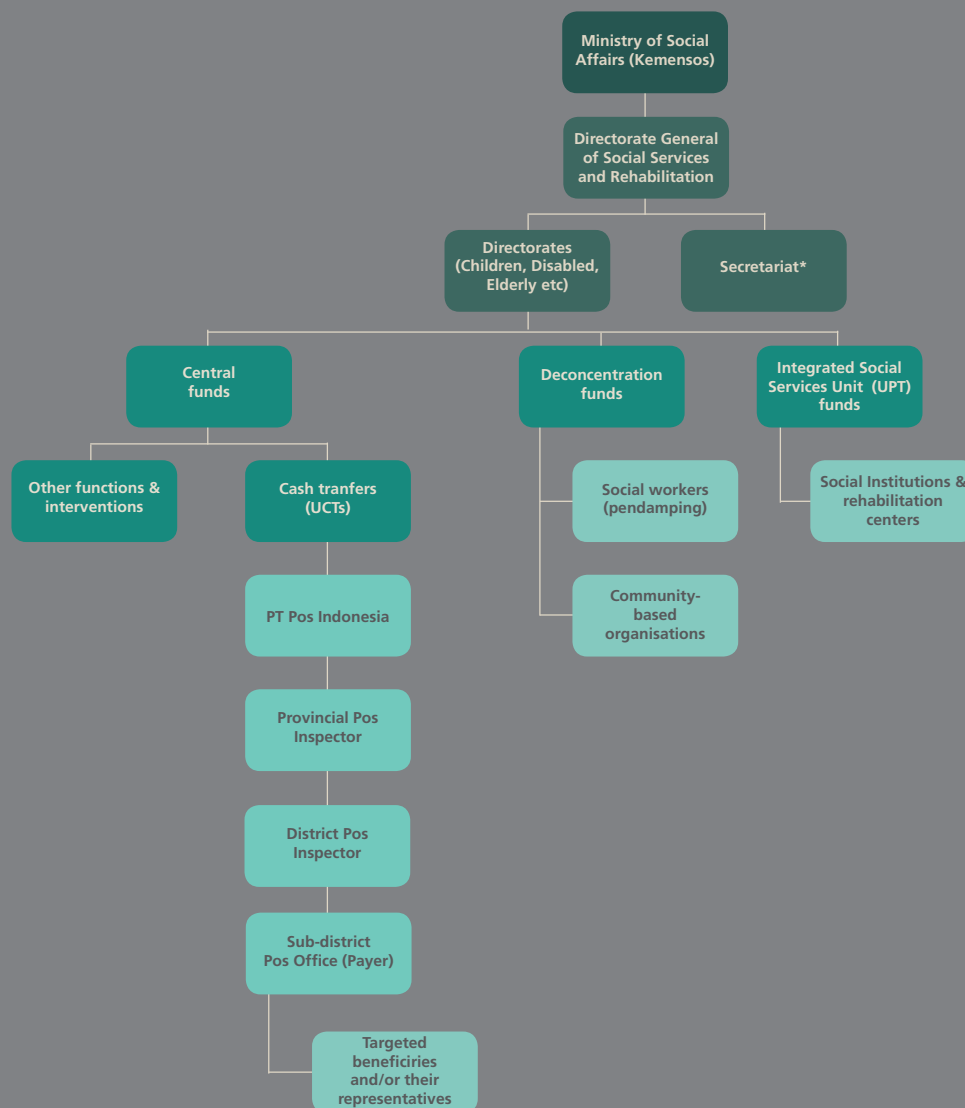 Ministry of Social
Affairs (Kemensos)
Directorate General
of Social Services
and Rehabilitation
Directorates
(Children, Disabled,
Elderly etc)
Secretariat*
Central
funds
Deconcentration
funds
Integrated Social
Services Unit (UPT)
funds
Other functions &
interventions
Cash tranfers
(UCTs)
Social workers
(pendamping)
Social Institutions &
rehabilitation
centers
PT Pos Indonesia
Community-
based
organisations
Provincial Pos
Inspector
District Pos
Inspector
Sub-district
Pos Office (Payer)
Targeted
beneficiries
and/or their
representatives